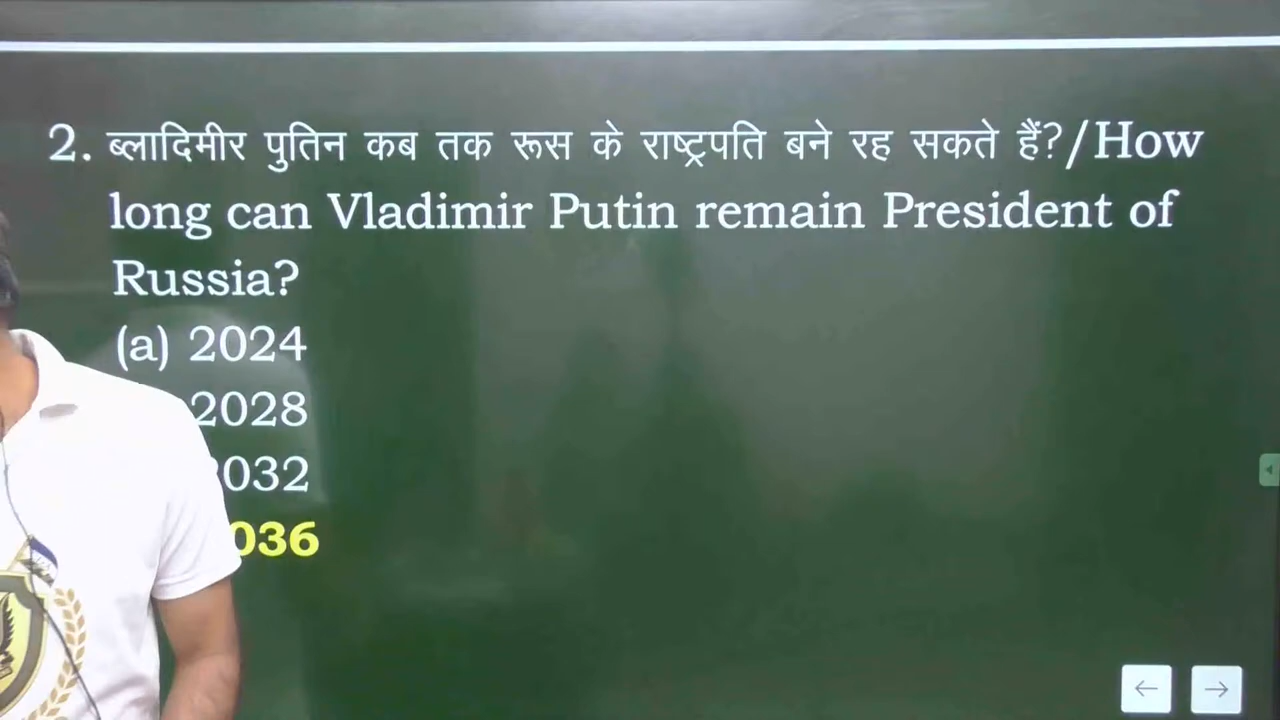 2. ब्लादिमीर पुतिन कब तक रूस के राष्ट्रपति बने रह सकते हैं?/How
long can Vladimir Putin remain President of
Russia?
(a) 2024
2028
032
036